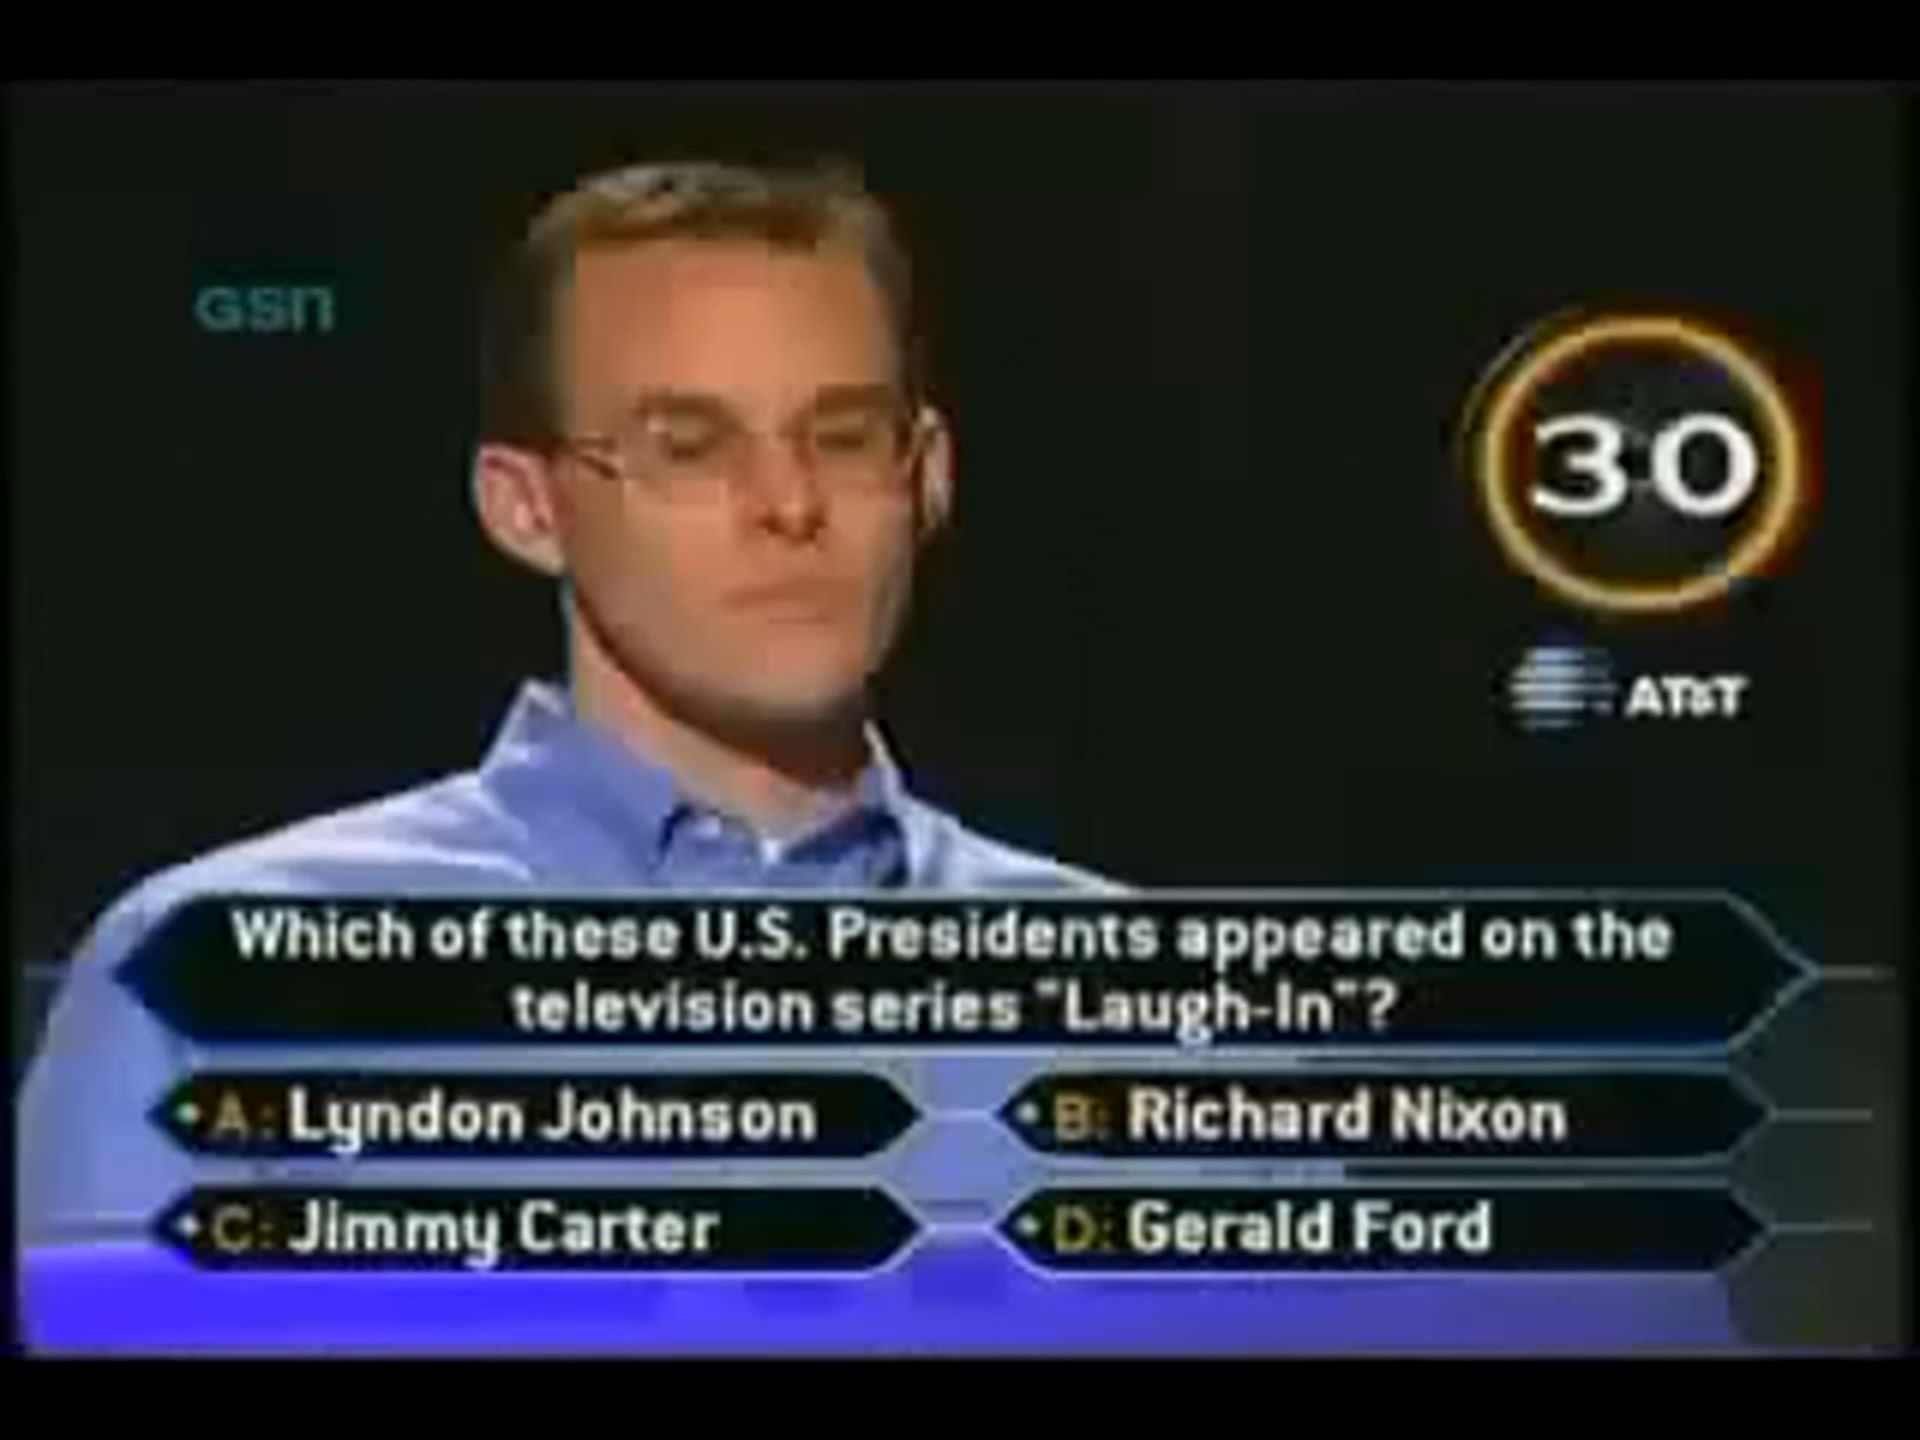 GSN
30
AT&T
Which of these U.S. Presidents appeared on the
television series "Laugh-In"?
A: Lyndon Johnson
B: Richard Nixon
C: Jimmy Carter
D: Gerald Ford